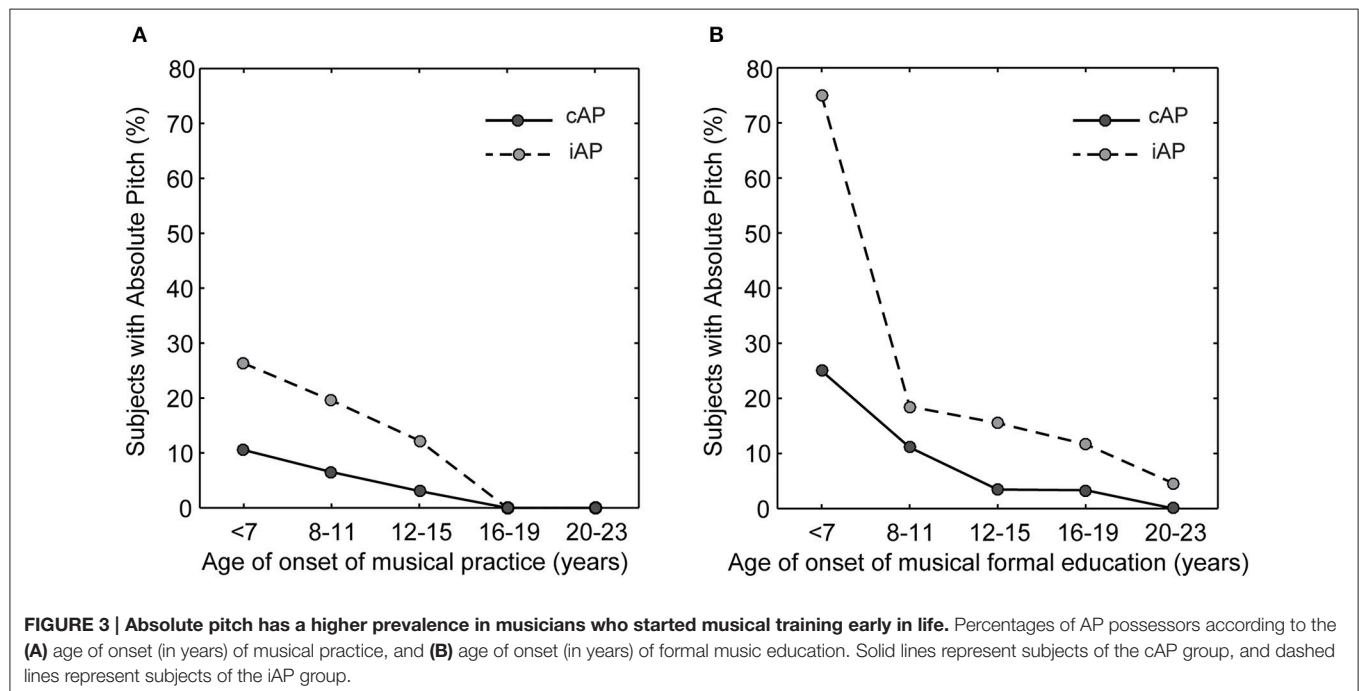 A
80
70
60
50
40
30
20
10
0
Subjects with Absolute Pitch (%)
cAP
iAP
<7 8-11 12-15 16-19 20-23
Age of onset of musical practice (years)
B
80
70
60
50
40
30
20
10
0
Subjects with Absolute Pitch (%)
cAP
iAP
<7 8-11 12-15 16-19 20-23
Age of onset of musical formal education (years)
FIGURE 3 | Absolute pitch has a higher prevalence in musicians who started musical training early in life. Percentages of AP possessors according to the
(A) age of onset (in years) of musical practice, and (B) age of onset (in years) of formal music education. Solid lines represent subjects of the cAP group, and dashed
lines represent subjects of the iAP group.